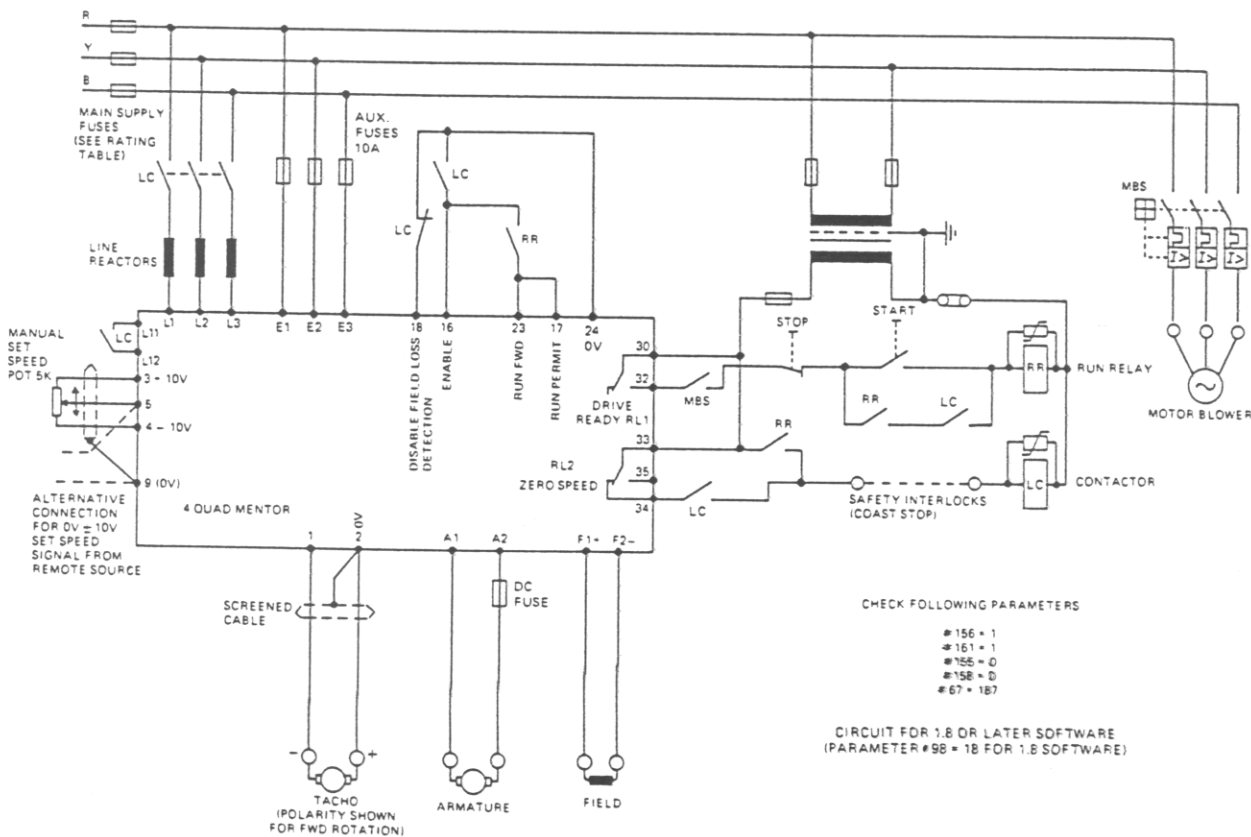 R
Y
B
MAIN SUPPLY
FUSES
(SEE RATING
TABLE)
AUX.
FUSES
10A
LC
LC
LC
RR
MBS
I>
I>
I>
LINE
REACTORS
L1
L2
L3
E1
E2
E3
18
16
23
17
24
0V
DISABLE FIELD LOSS
DETECTION
ENABLE
RUN FWD
RUN PERMIT
STOP
START
MANUAL
SET
SPEED
POT 5K
LC
L11
L12
3 - 10V
5
4 - 10V
9 (0V)
30
32
DRIVE
READY RL1
33
35
34
RL2
ZERO SPEED
MBS
RR
LC
RR
LC
RR
RUN RELAY
LC
CONTACTOR
SAFETY INTERLOCKS
(COAST STOP)
MOTOR BLOWER
ALTERNATIVE
CONNECTION
FOR 0V ± 10V
SET SPEED
SIGNAL FROM
REMOTE SOURCE
4 QUAD MENTOR
1
2
0V
A1
A2
F1+
F2-
DC
FUSE
SCREENED
CABLE
-
+
TACHO
(POLARITY SHOWN
FOR FWD ROTATION)
ARMATURE
FIELD
CHECK FOLLOWING PARAMETERS
#156 = 1
#161 = 1
#155 = 0
#158 = 0
#67 = 187
CIRCUIT FOR 1.8 OR LATER SOFTWARE
(PARAMETER #98 = 18 FOR 1.8 SOFTWARE)